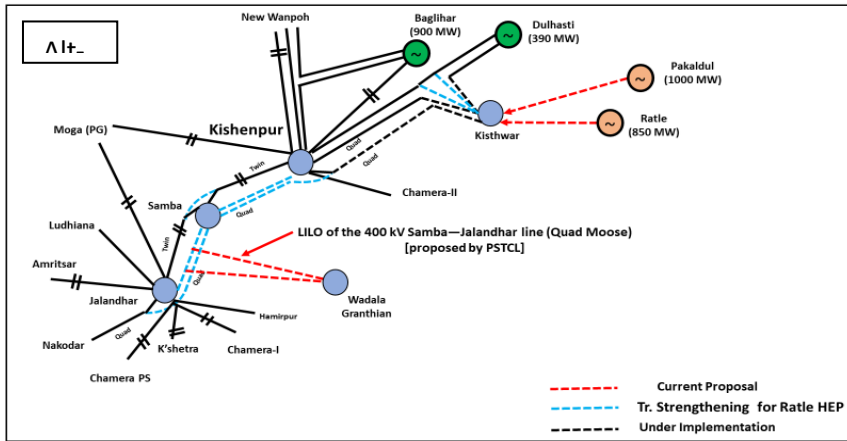 New Wanpoh
Baglihar
(900 MW)
Dulhasti
(390 MW)
Pakaldul
(1000 MW)
Ratle
(850 MW)
Kisthwar
Kishenpur
Moga (PG)
Quad
Quad
Twin
Chamera-II
Samba
Quad
LILO of the 400 kV Samba—Jalandhar line (Quad Moose)
[proposed by PSTCL]
Ludhiana
Twin
Amritsar
Quad
Jalandhar
Wadala
Granthian
Hamirpur
Quad
Nakodar
K'shetra
Chamera-I
Chamera PS
Current Proposal
Tr. Strengthening for Ratle HEP
Under Implementation